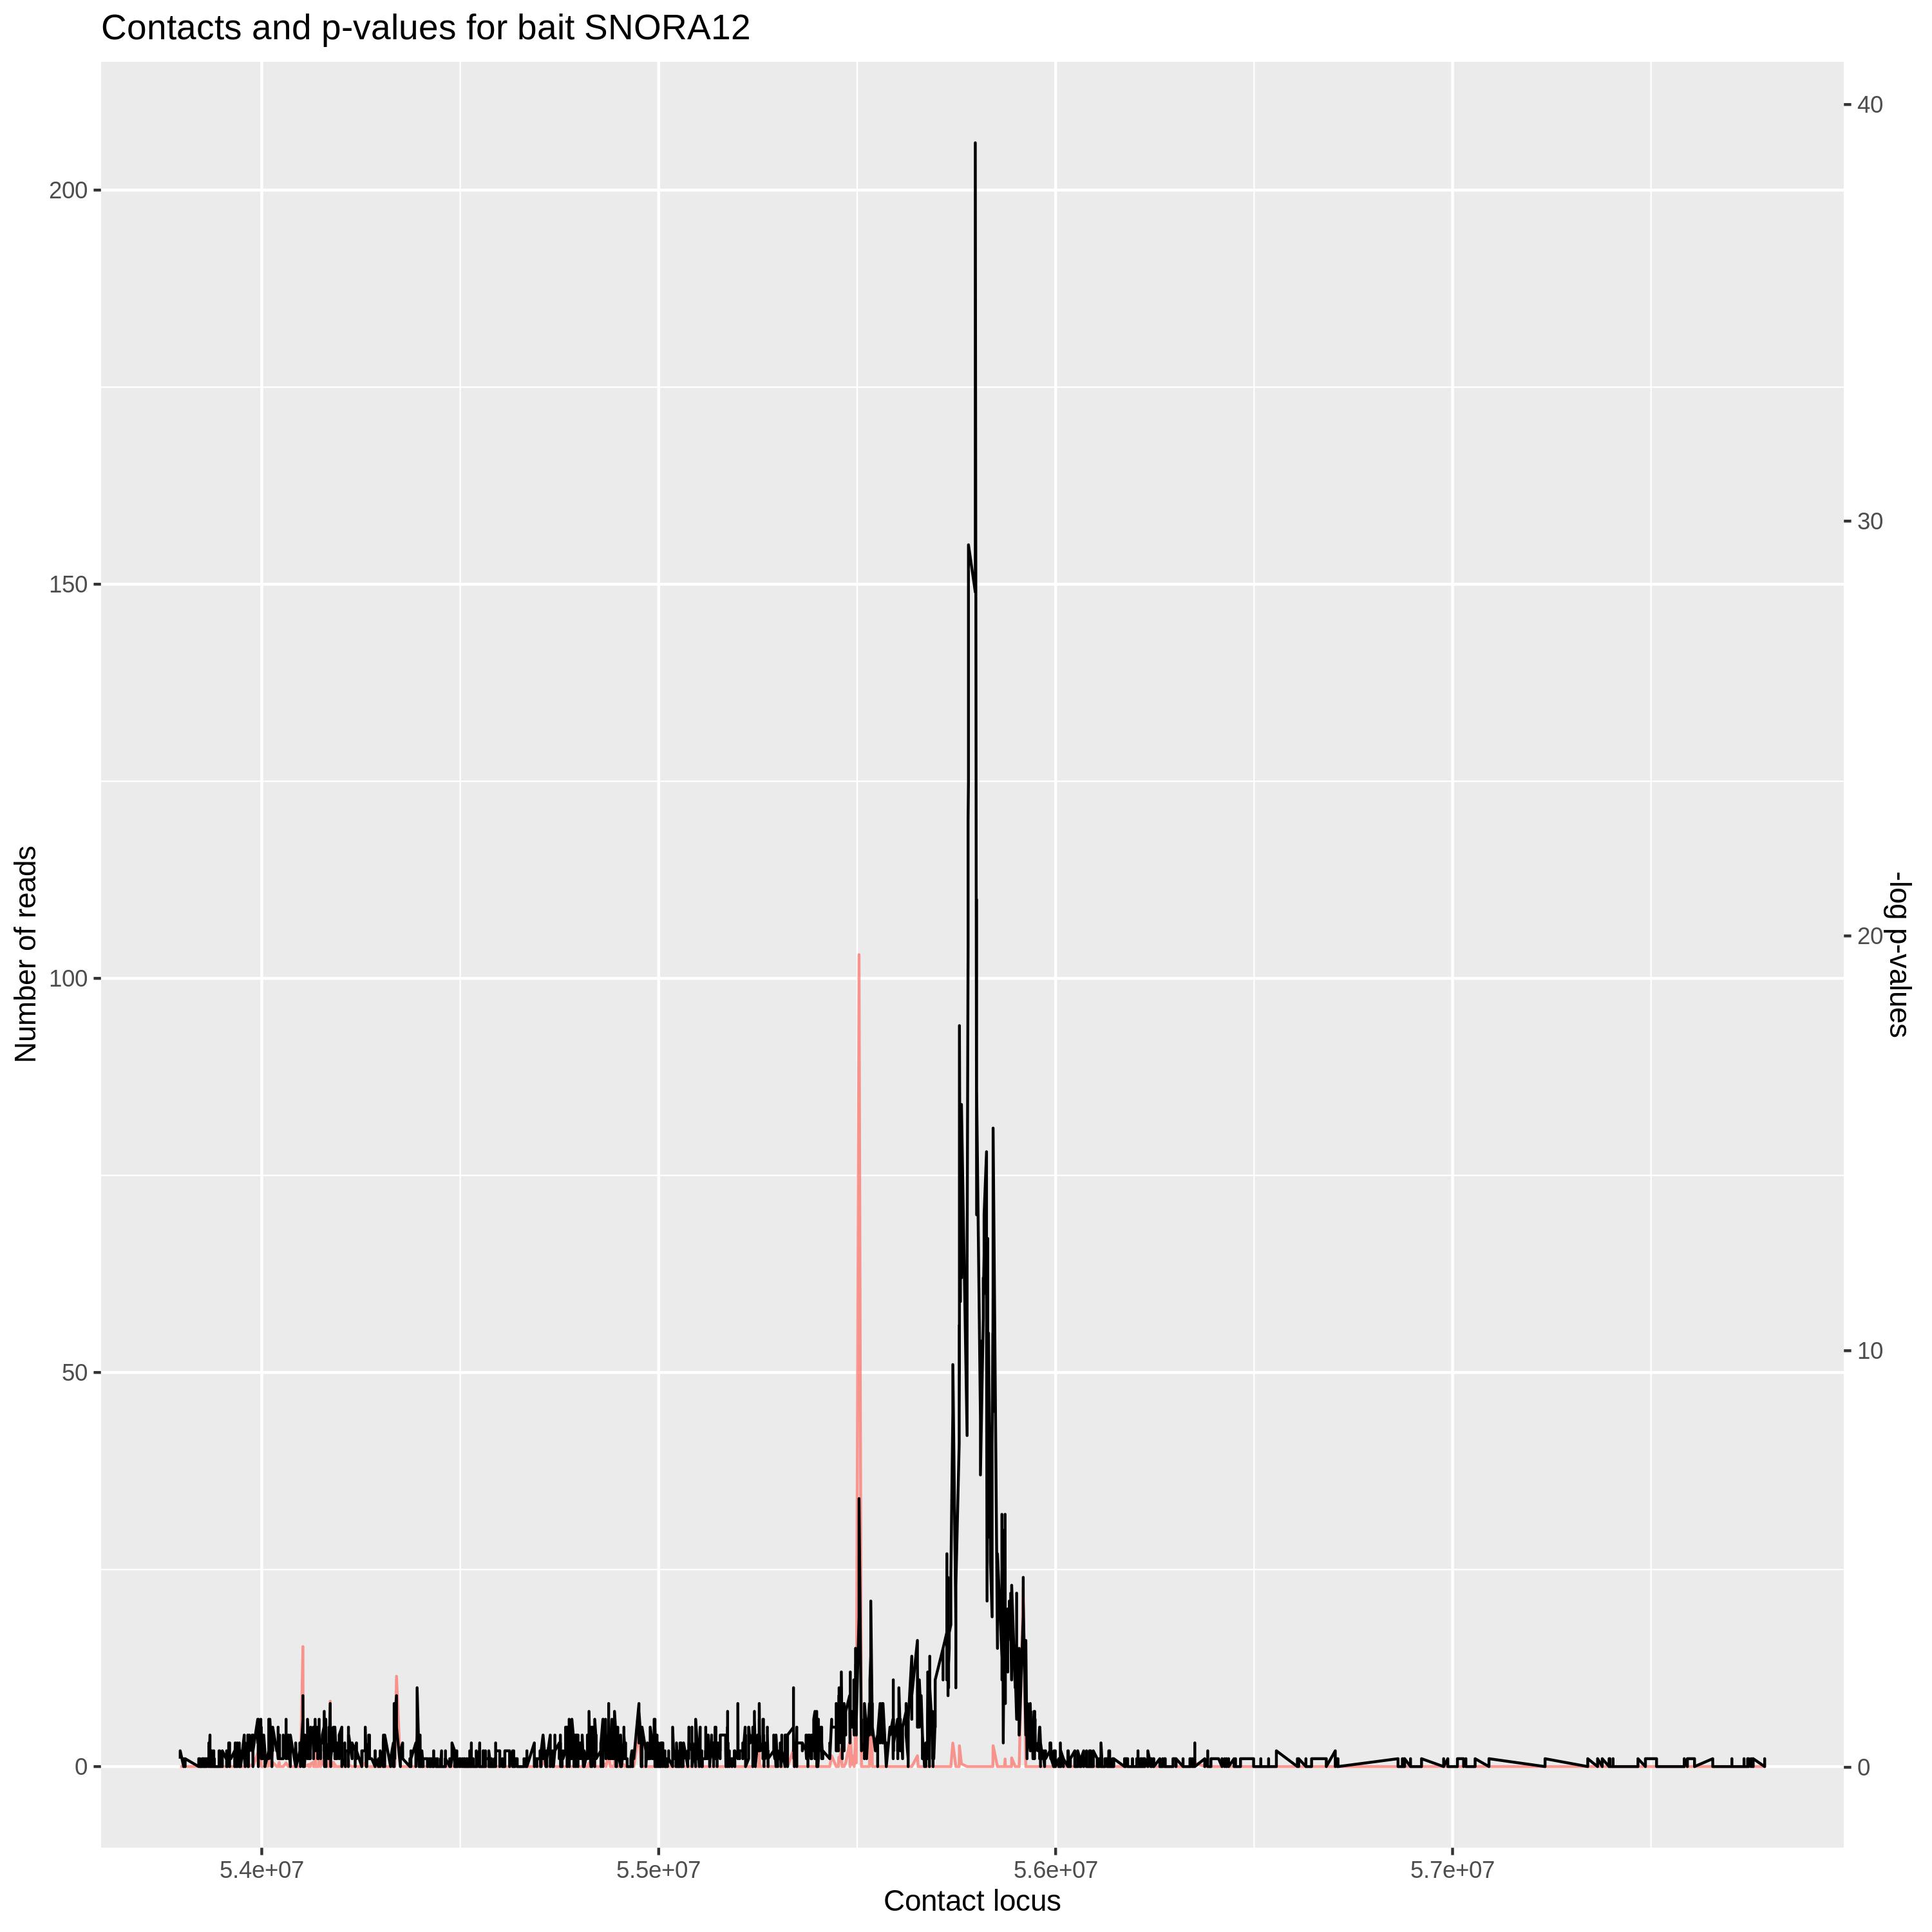 Contacts and p-values for bait SNORA12
Number of reads
200
150
100
50
0
40
30
20
10
0
-log p-values
5.4e+07 5.5e+07 5.6e+07 5.7e+07
Contact locus